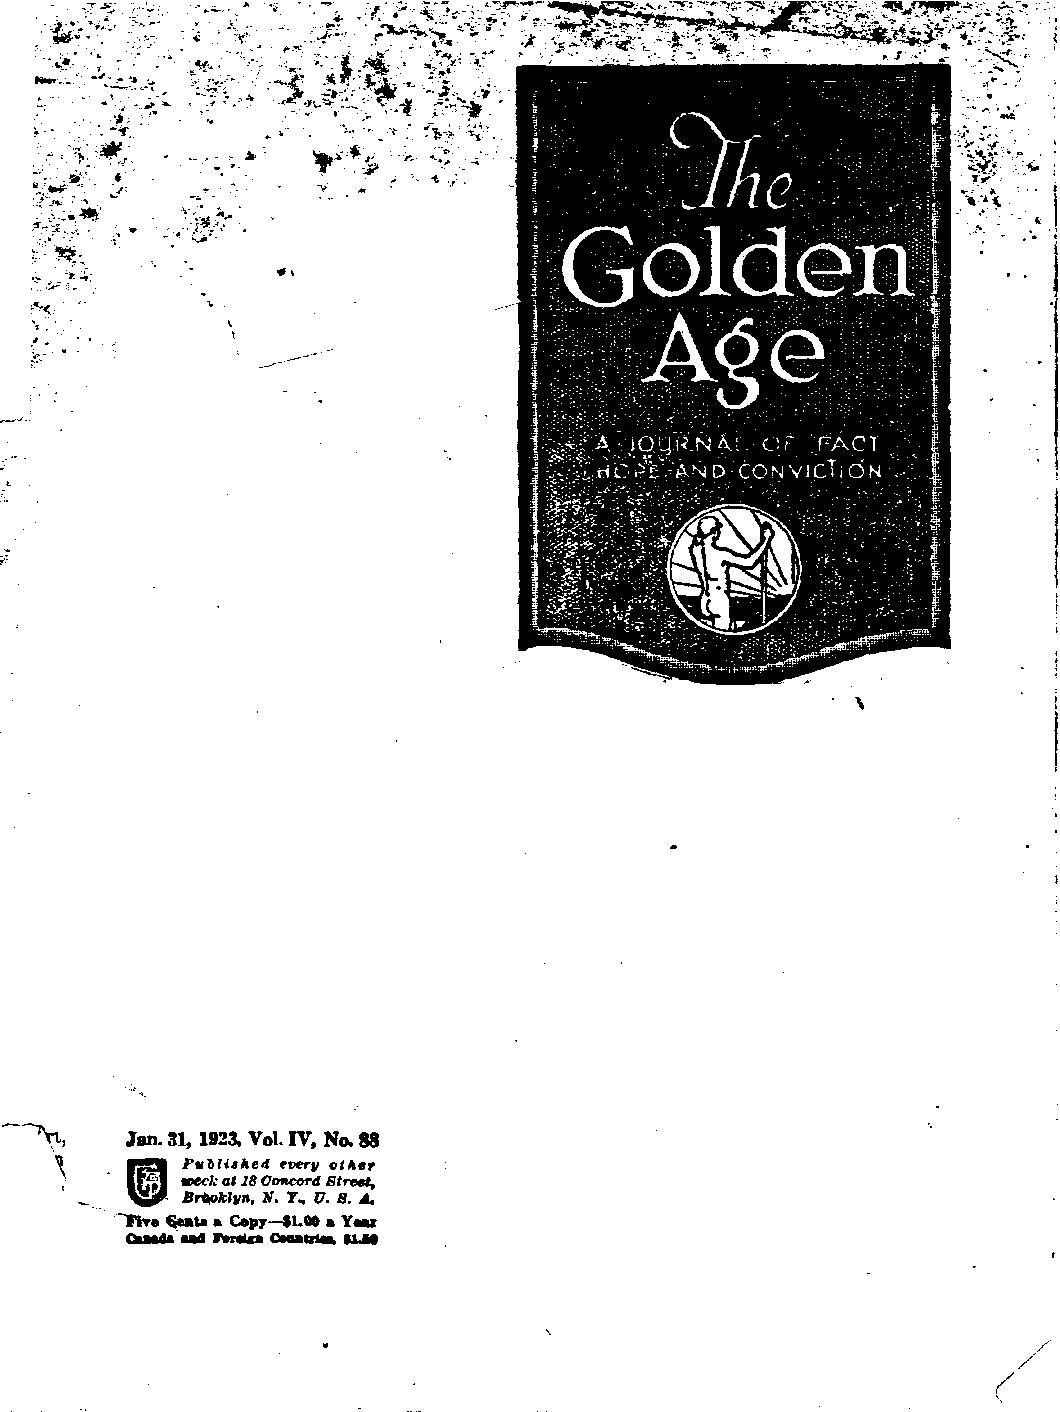 The
Golden
Age
A JOURNAL OF FACT
HOPE AND CONVICTION
Jan. 31, 1923, Vol. IV, No. 88
Published every other
week at 18 Concord Street,
Brooklyn, N. Y., U. S. A.
Five Cents a Copy—$1.00 a Year
Canada and Foreign Countries, $1.50